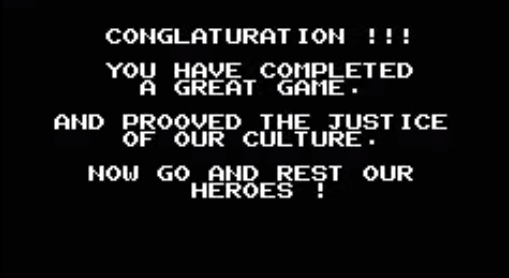 CONGLATURATION !!!
YOU HAVE COMPLETED
A GREAT GAME.
AND PROOVED THE JUSTICE
OF OUR CULTURE.
NOW GO AND REST OUR
HEROES !